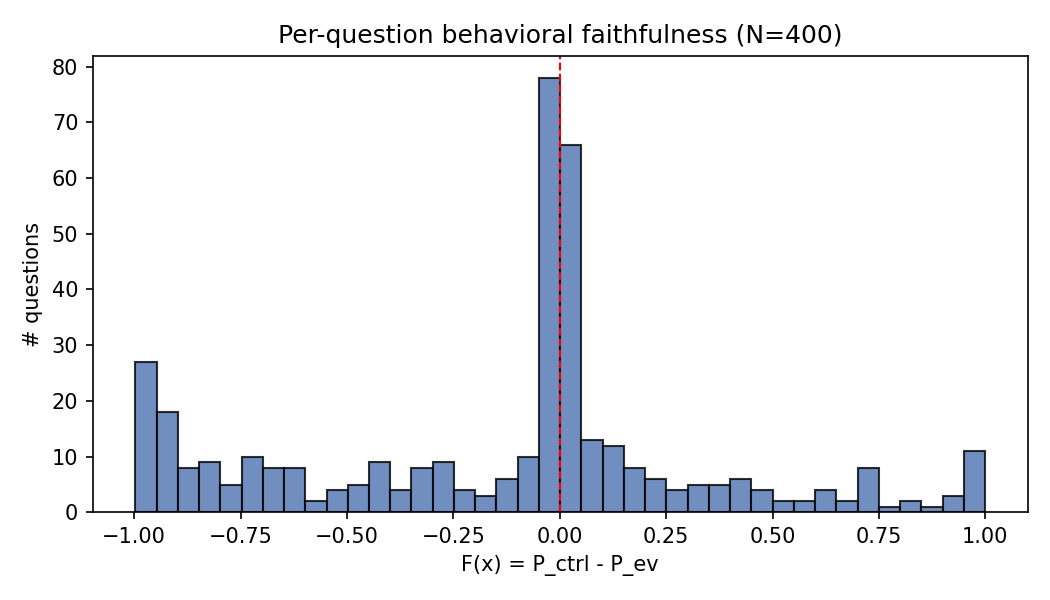 Per-question behavioral faithfulness (N=400)
80
70
60
50
40
30
20
10
0
# questions
−1.00 −0.75 −0.50 −0.25 0.00 0.25 0.50 0.75 1.00
F(x) = P_ctrl - P_ev